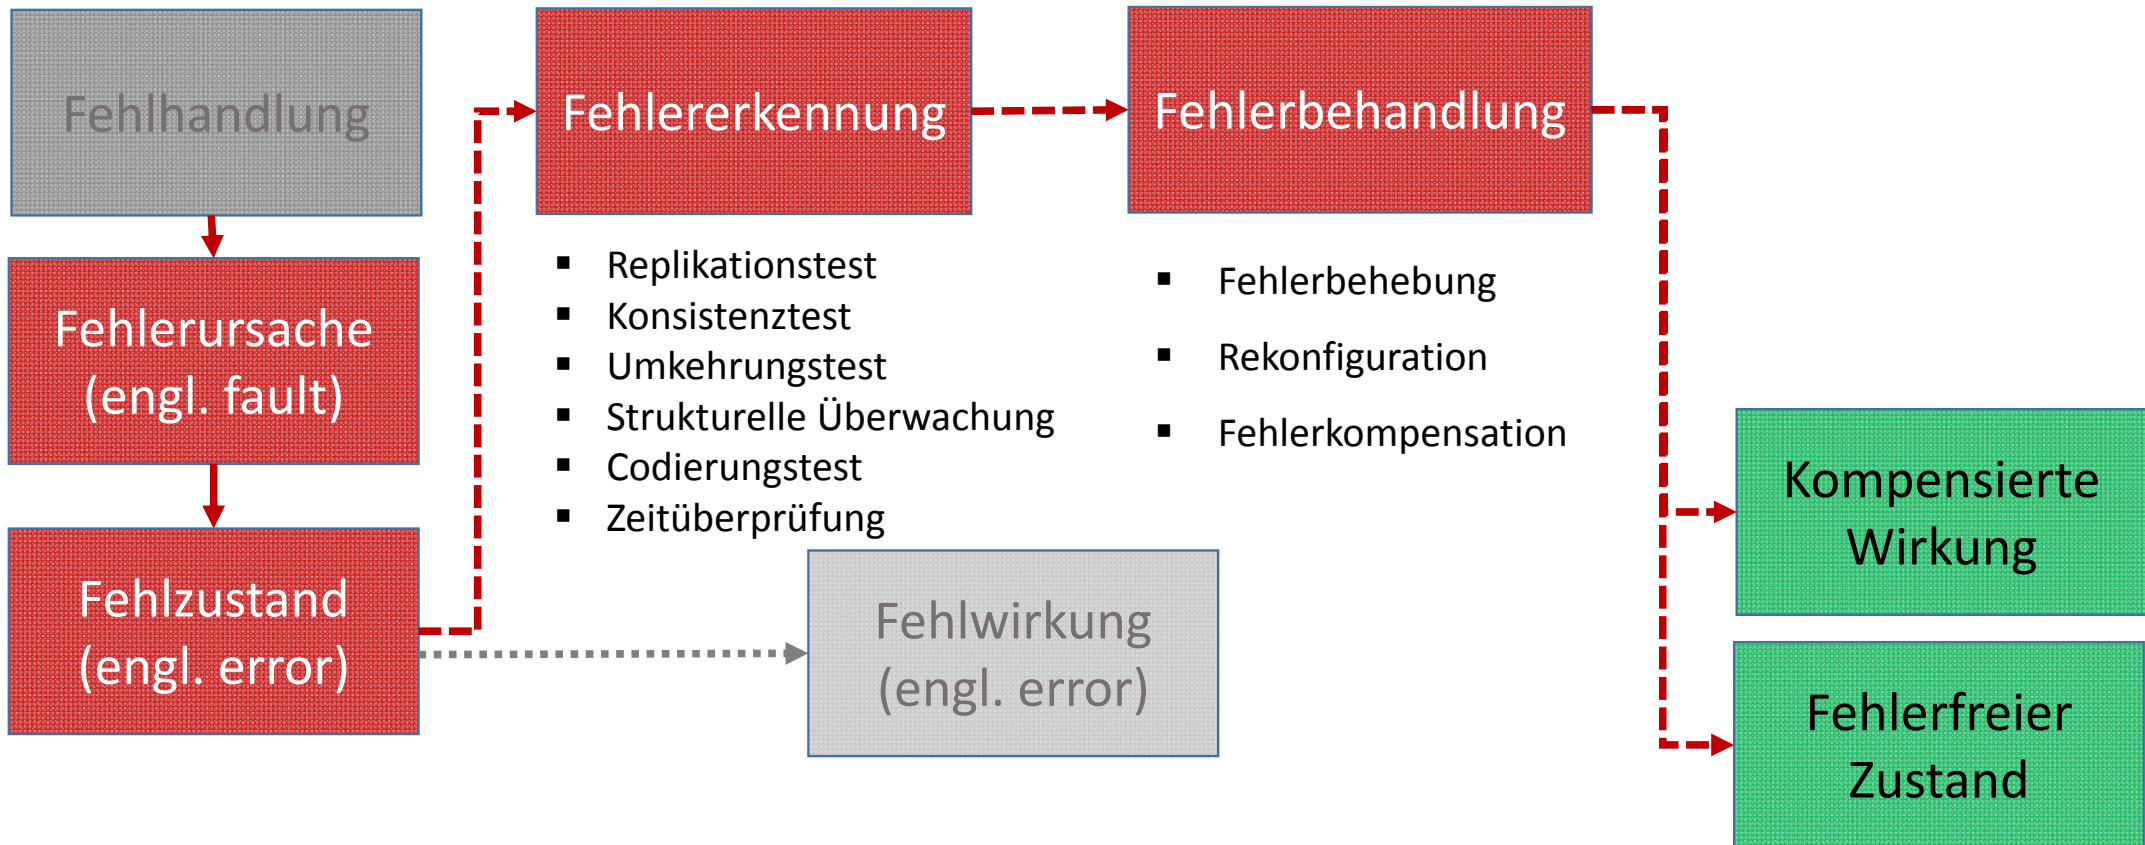 Fehlhandlung
Fehlerursache
(engl. fault)
Fehlzustand
(engl. error)
Fehlererkennung
▪ Replikationstest
▪ Konsistenztest
▪ Umkehrungstest
▪ Strukturelle Überwachung
▪ Codierungstest
▪ Zeitüberprüfung
Fehlwirkung
(engl. error)
Fehlerbehandlung
▪ Fehlerbehebung
▪ Rekonfiguration
▪ Fehlerkompensation
Kompensierte
Wirkung
Fehlerfreier
Zustand